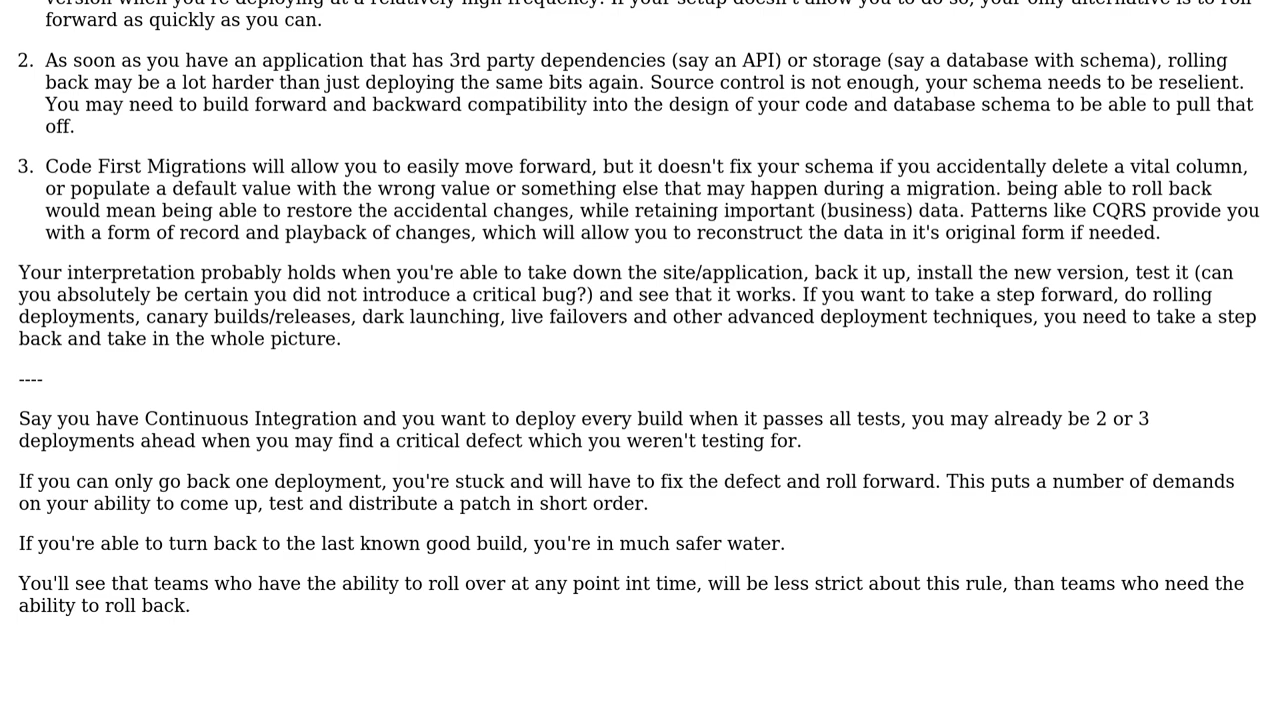 forward as quickly as you can.
2. As soon as you have an application that has 3rd party dependencies (say an API) or storage (say a database with schema), rolling
back may be a lot harder than just deploying the same bits again. Source control is not enough, your schema needs to be reselient.
You may need to build forward and backward compatibility into the design of your code and database schema to be able to pull that
off.
3. Code First Migrations will allow you to easily move forward, but it doesn't fix your schema if you accidentally delete a vital column,
or populate a default value with the wrong value or something else that may happen during a migration. being able to roll back
would mean being able to restore the accidental changes, while retaining important (business) data. Patterns like CQRS provide you
with a form of record and playback of changes, which will allow you to reconstruct the data in it's original form if needed.
Your interpretation probably holds when you're able to take down the site/application, back it up, install the new version, test it (can
you absolutely be certain you did not introduce a critical bug?) and see that it works. If you want to take a step forward, do rolling
deployments, canary builds/releases, dark launching, live failovers and other advanced deployment techniques, you need to take a step
back and take in the whole picture.
----
Say you have Continuous Integration and you want to deploy every build when it passes all tests, you may already be 2 or 3
deployments ahead when you may find a critical defect which you weren't testing for.
If you can only go back one deployment, you're stuck and will have to fix the defect and roll forward. This puts a number of demands
on your ability to come up, test and distribute a patch in short order.
If you're able to turn back to the last known good build, you're in much safer water.
You'll see that teams who have the ability to roll over at any point int time, will be less strict about this rule, than teams who need the
ability to roll back.